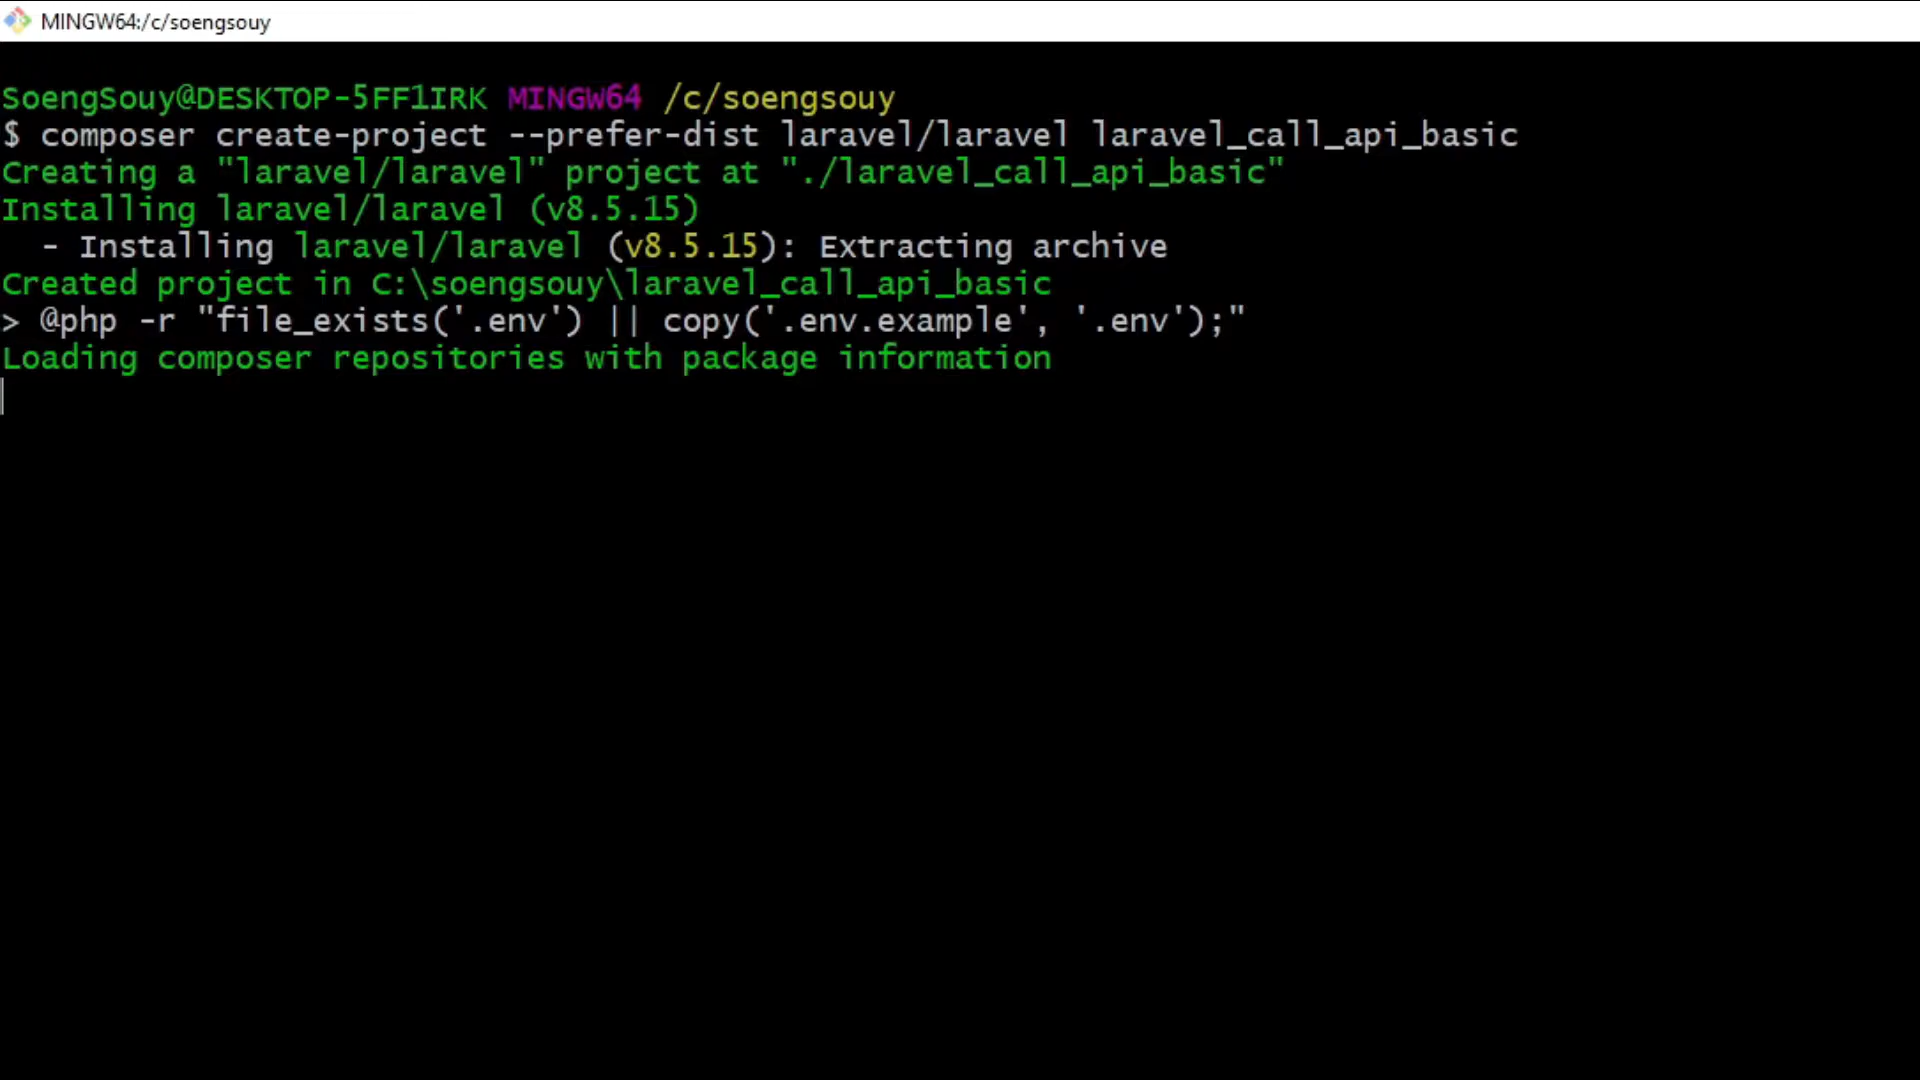 MINGW64:/c/soengsouy
SoengSouy@DESKTOP-5FF1IRK MINGW64 /c/soengsouy
$ composer create-project --prefer-dist laravel/laravel laravel_call_api_basic
Creating a "laravel/laravel" project at "./laravel_call_api_basic"
Installing laravel/laravel (v8.5.15)
  - Installing laravel/laravel (v8.5.15): Extracting archive
Created project in C:\soengsouy\laravel_call_api_basic
> @php -r "file_exists('.env') || copy('.env.example', '.env');"
Loading composer repositories with package information